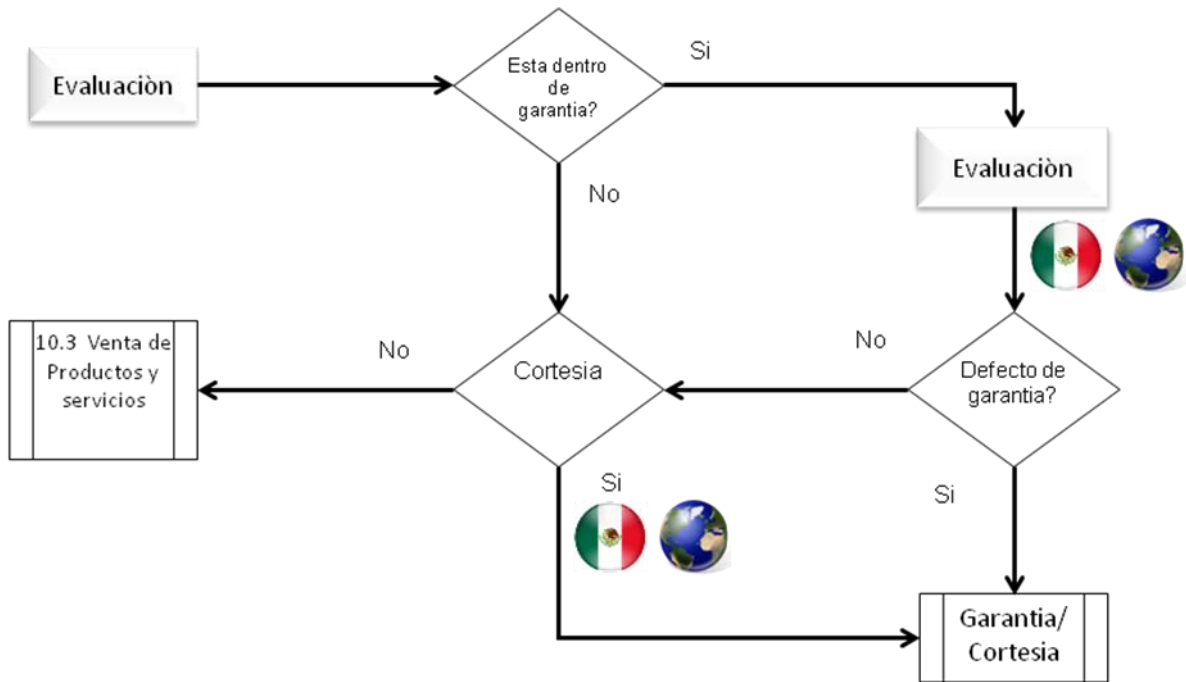 Evaluaciòn
Esta dentro
de
garantia?
Si
Evaluaciòn
No
10.3 Venta de
Productos y
servicios
No
Cortesia
No
Defecto de
garantia?
Si
Si
Garantia/
Cortesia